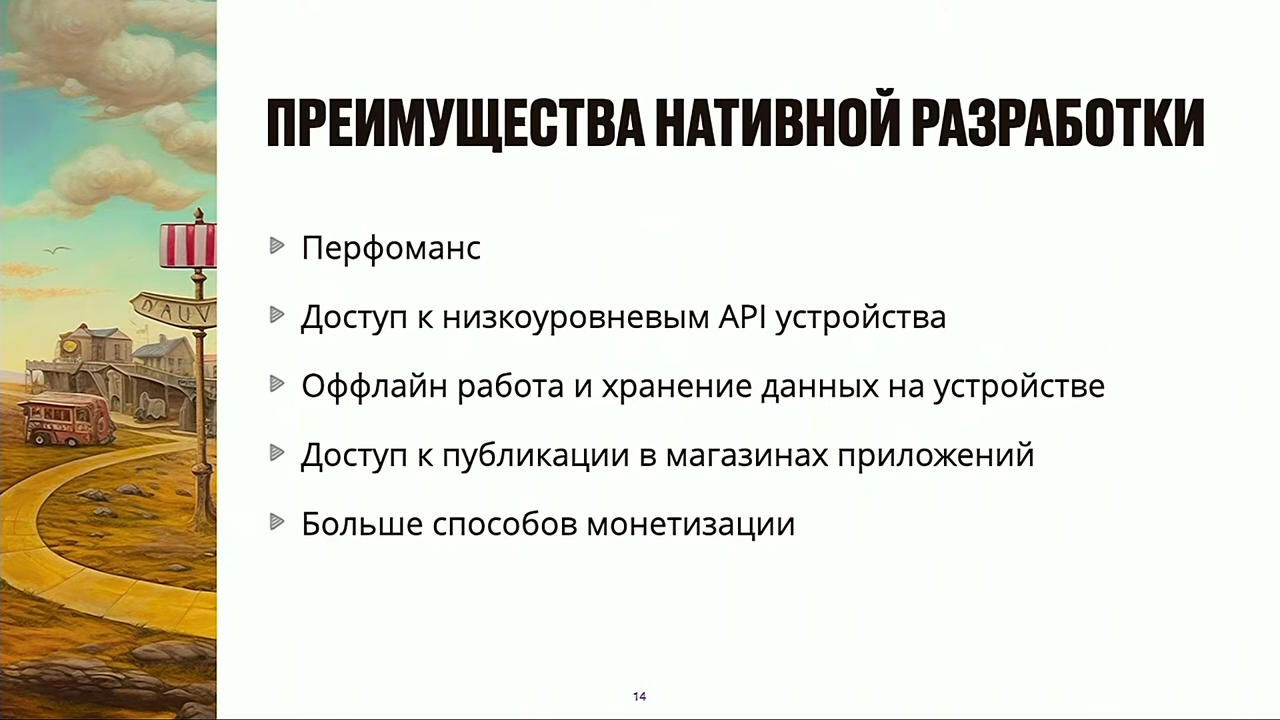 ПРЕИМУЩЕСТВА НАТИВНОЙ РАЗРАБОТКИ
Перфоманс
Доступ к низкоуровневым API устройства
Оффлайн работа и хранение данных на устройстве
Доступ к публикации в магазинах приложений
Больше способов монетизации
14